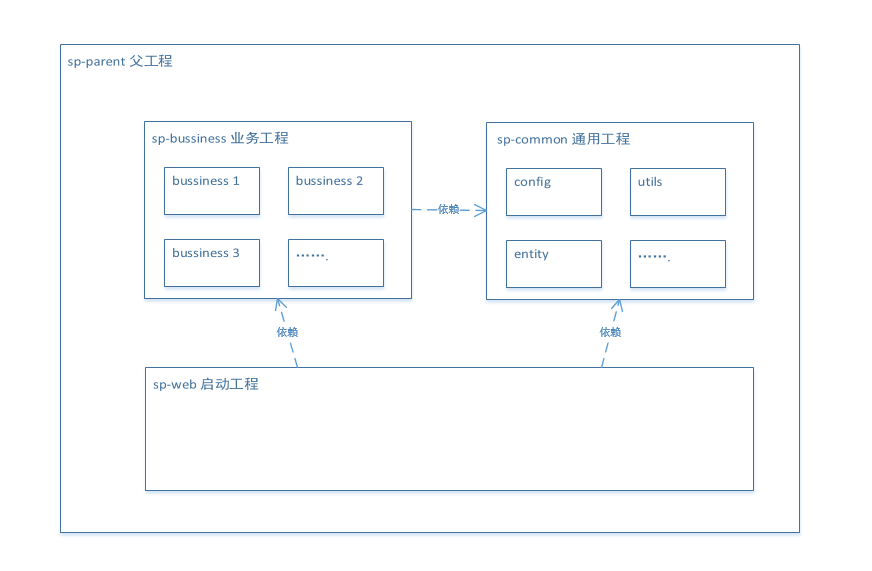 sp-parent 父工程
sp-bussiness 业务工程
bussiness 1
bussiness 2
bussiness 3
…….
依赖
sp-common 通用工程
config
utils
entity
…….
依赖
依赖
sp-web 启动工程